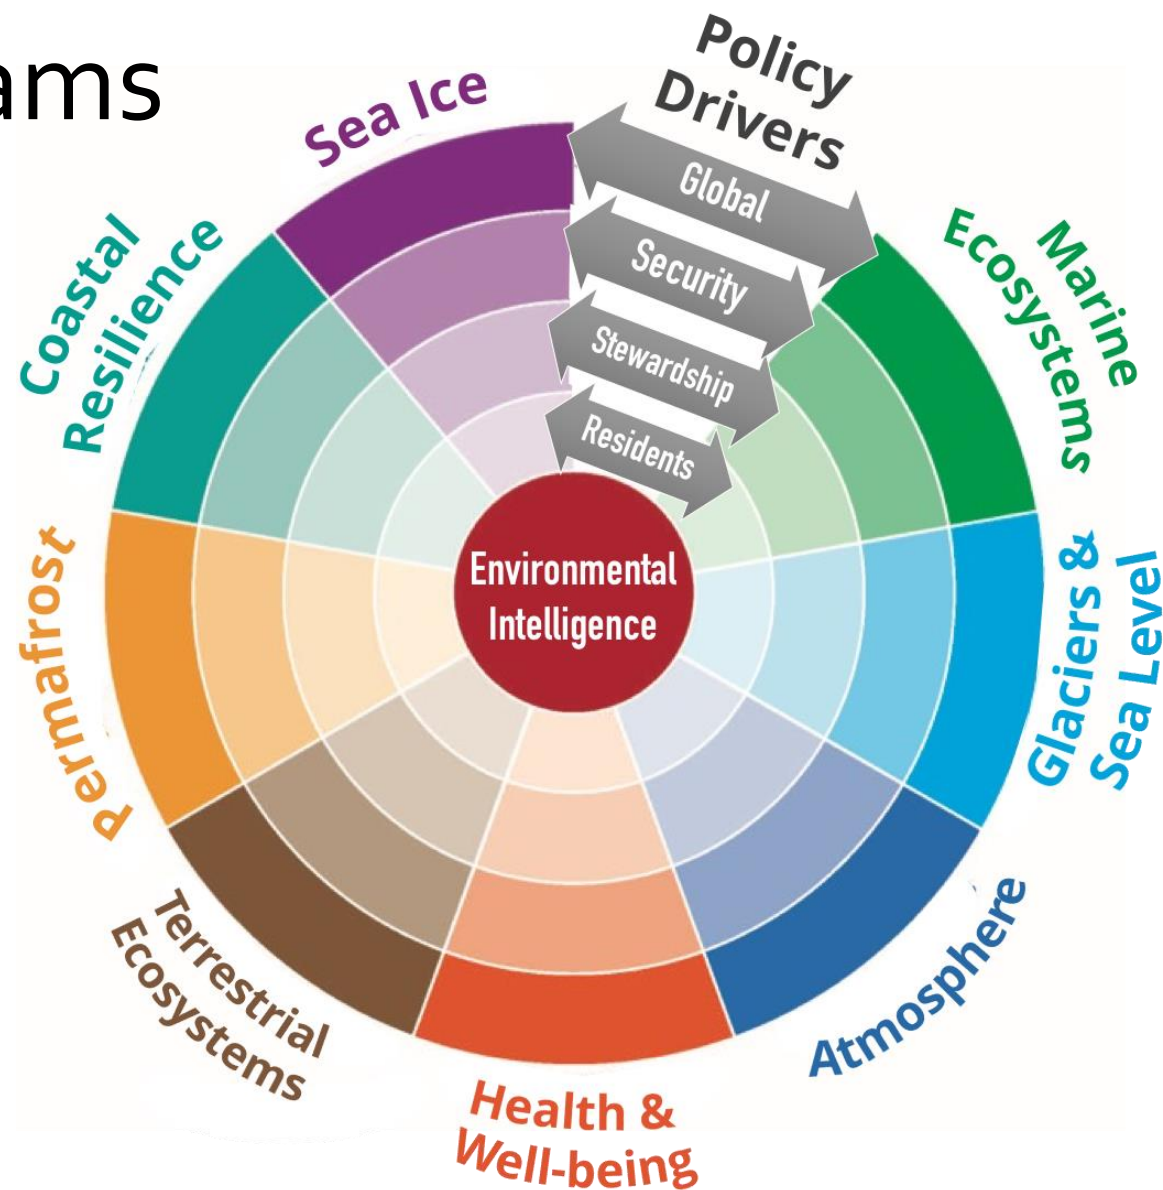 ams
Policy
Drivers
Global
Security
Stewardship
Residents
Sea Ice
Marine
Ecosystems
Glaciers &
Sea Level
Atmosphere
Health &
Well-being
Terrestrial
Ecosystems
Permafrost
Coastal
Resilience
Environmental
Intelligence